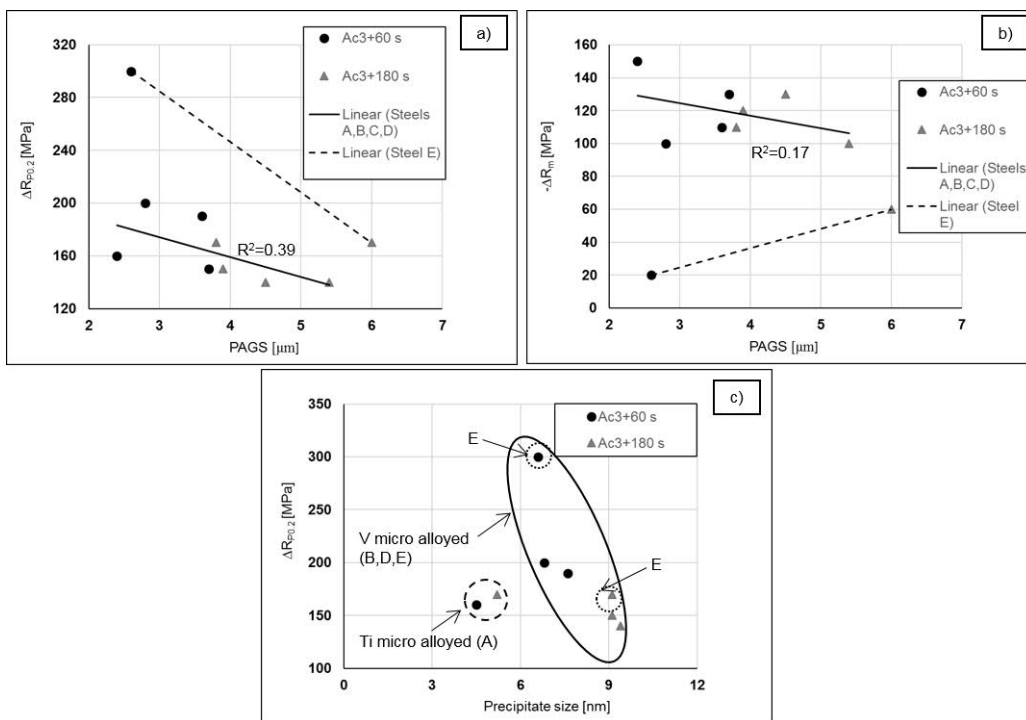 a)
320
280
240
200
160
120
ΔRP0.2 [MPa]
2 3 4 5 6 7
PAGS [μm]
Ac3+60 s
Ac3+180 s
Linear (Steels
A,B,C,D)
Linear (Steel E)
R²=0.39
b)
160
140
120
100
80
60
40
20
0
-ΔRm [MPa]
2 3 4 5 6 7
PAGS [μm]
Ac3+60 s
Ac3+180 s
Linear (Steels
A,B,C,D)
Linear (Steel
E)
R²=0.17
c)
350
300
250
200
150
100
ΔRP0.2 [MPa]
0 3 6 9 12
Precipitate size [nm]
Ac3+60 s
Ac3+180 s
E
V micro alloyed
(B,D,E)
E
Ti micro alloyed (A)